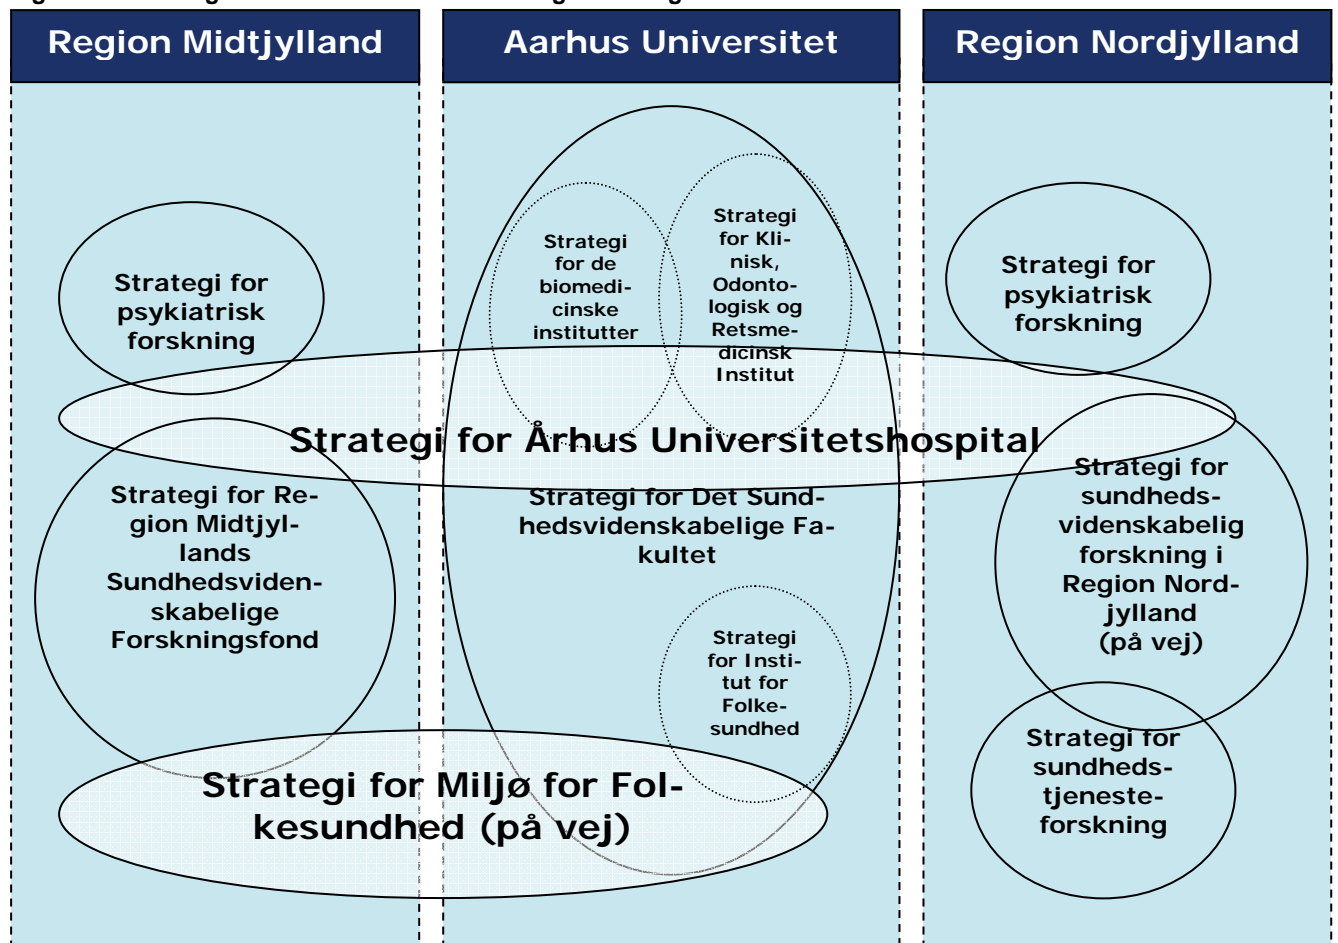 Region Midtjylland
Aarhus Universitet
Region Nordjylland
Strategi for
psykiatrisk
forskning
Strategi
for de
biomedi-
cinske
institutter
Strategi
for Kli-
nisk,
Odonto-
logisk og
Retsme-
dicinsk
Institut
Strategi for
psykiatrisk
forskning
Strategi for Århus Universitetshospital
Strategi for Re-
gion Midtjyl-
lands
Sundhedsviden-
skabelige
Forskningsfond
Strategi for Det Sund-
hedsvidenskabelige Fa-
kultet
Strategi for
sundheds-
videnskabelig
forskning i
Region Nord-
jylland
(på vej)
Strategi
for Insti-
tut for
Folke-
sundhed
Strategi for Miljø for Fol-
kesundhed (på vej)
Strategi for
sundheds-
tjeneste-
forskning